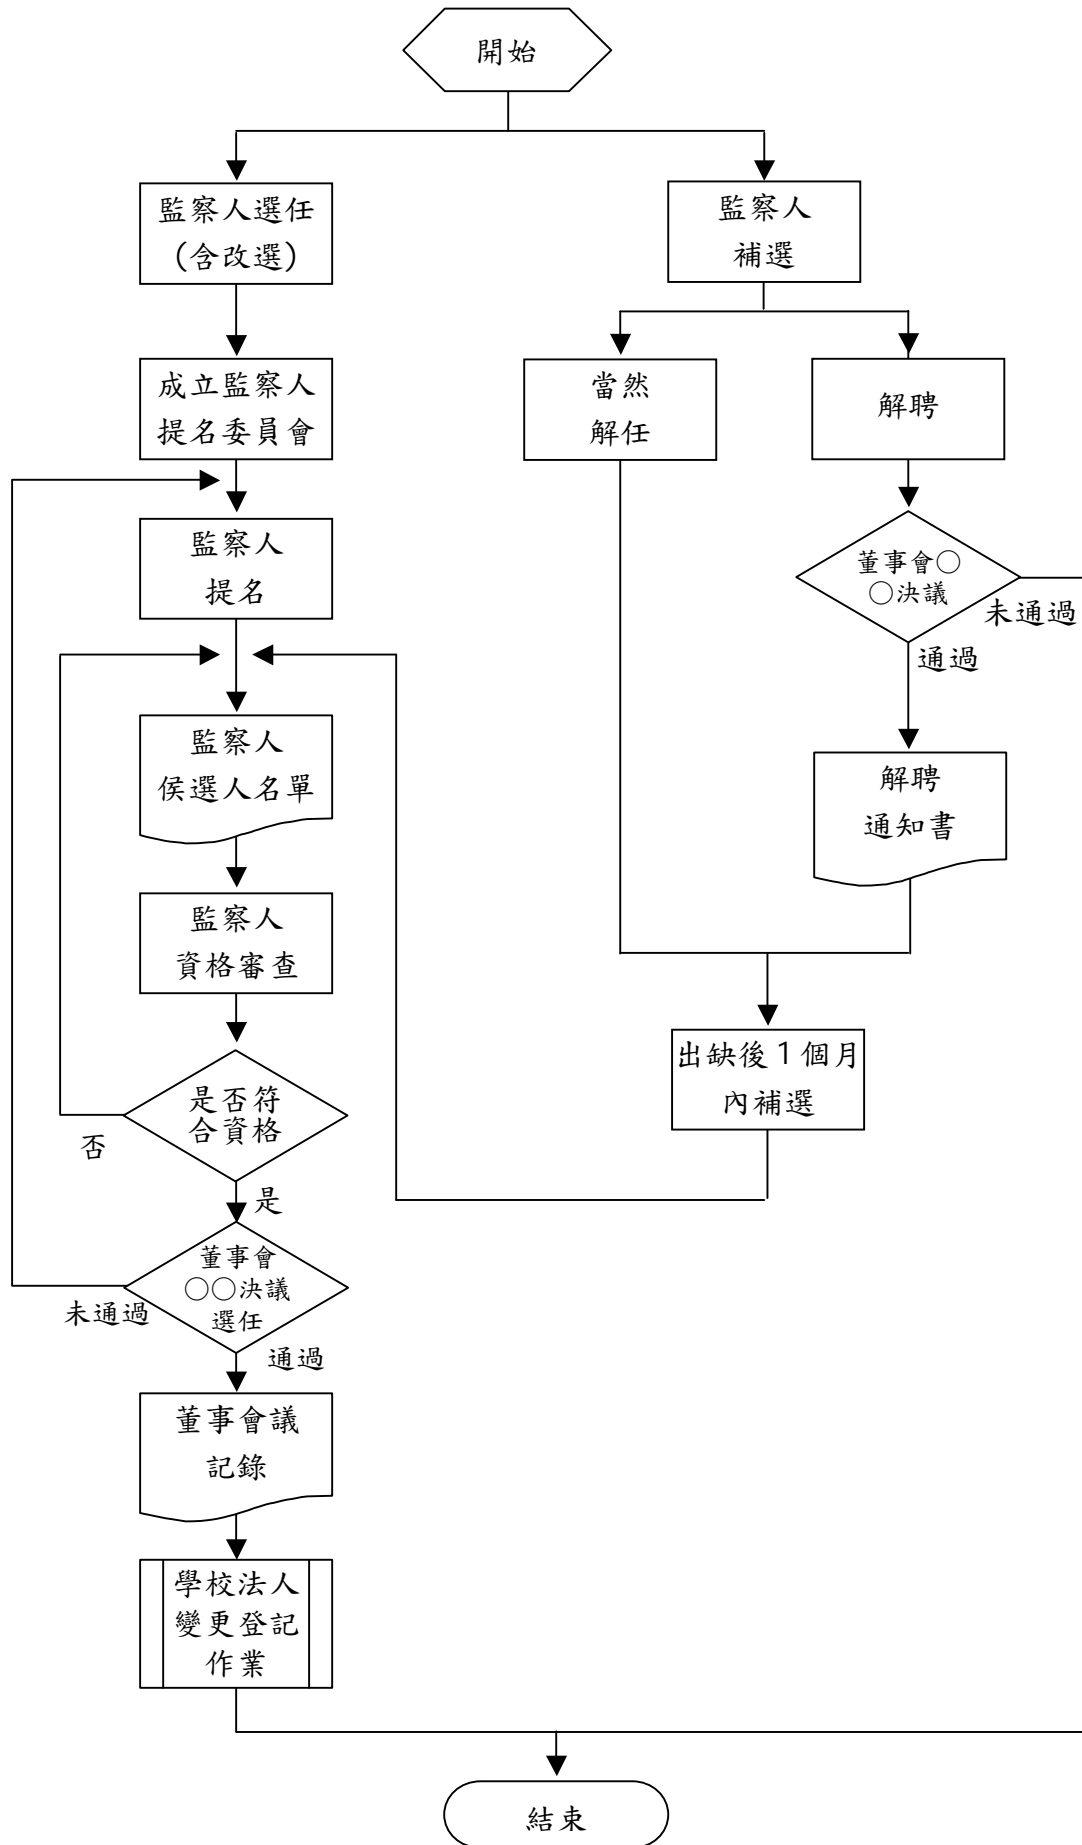 開始
監察人選任
(含改選)
監察人
補選
成立監察人
提名委員會
當然
解任
解聘
監察人
提名
董事會○
○決議
未通過
通過
監察人
侯選人名單
解聘
通知書
監察人
資格審查
出缺後1個月
內補選
是否符
合資格
否
是
董事會
○○決議
選任
未通過
通過
董事會議
記錄
學校法人
變更登記
作業
結束